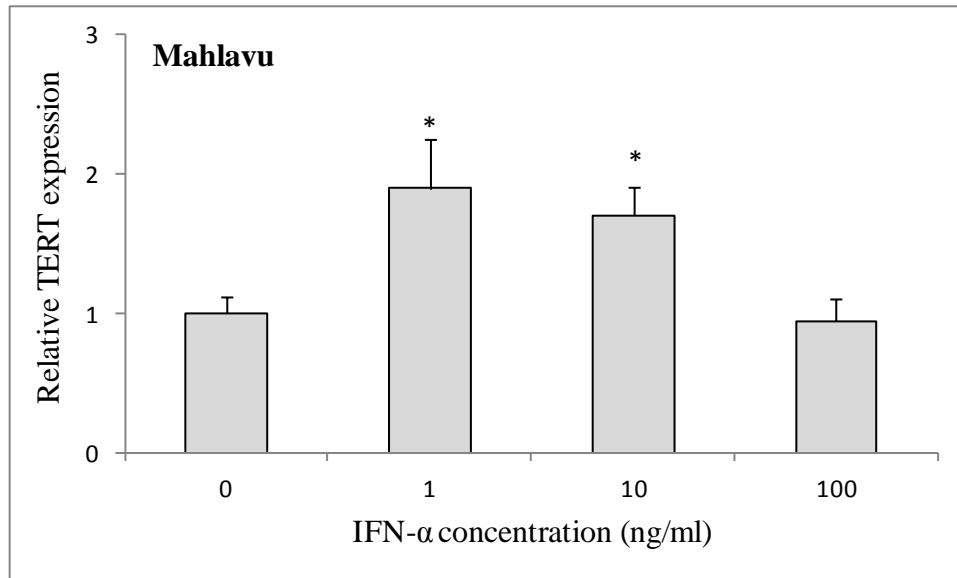 3
Mahlavu
*
*
2
1
0
Relative TERT expression
0 1 10 100
IFN-α concentration (ng/ml)